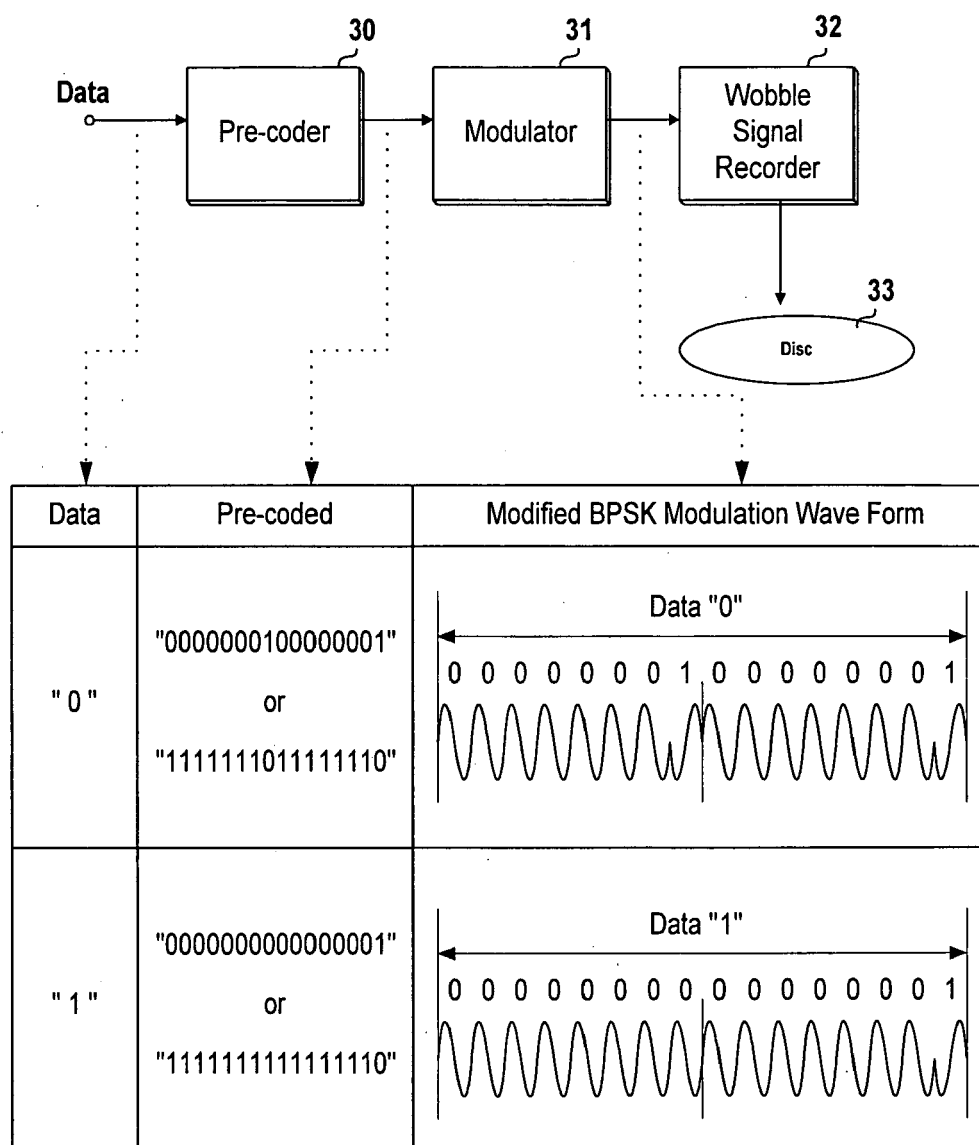 30
31
32
Data
Pre-coder
Modulator
Wobble
Signal
Recorder
33
Disc
Data
Pre-coded
Modified BPSK Modulation Wave Form
"0"
"0000000100000001"
or
"1111111011111110"
Data "0"
0 0 0 0 0 0 0 1 0 0 0 0 0 0 0 1
"1"
"0000000000000001"
or
"1111111111111110"
Data "1"
0 0 0 0 0 0 0 0 0 0 0 0 0 0 0 1